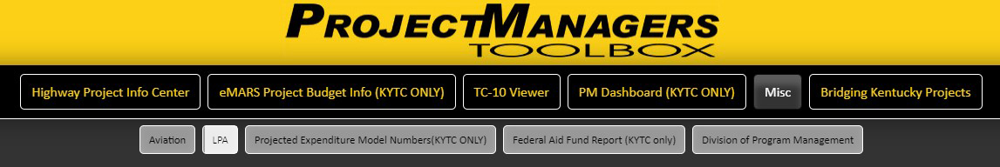 PROJECTMANAGERS
TOOLBOX
Highway Project Info Center eMARS Project Budget Info (KYTC ONLY) TC-10 Viewer PM Dashboard (KYTC ONLY) Misc Bridging Kentucky Projects
Aviation LPA Projected Expenditure Model Numbers(KYTC ONLY) Federal Aid Fund Report (KYTC only) Division of Program Management